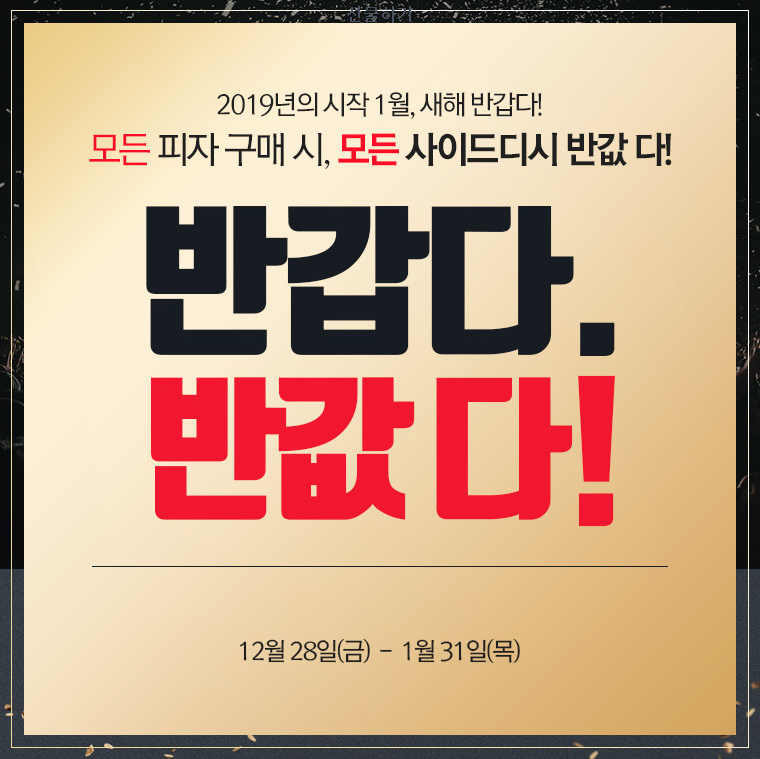 2019년의 시작 1월, 새해 반갑다!
모든 피자 구매 시, 모든 사이드디시 반값 다!
반갑다.
반값 다!
12월 28일(금) - 1월 31일(목)